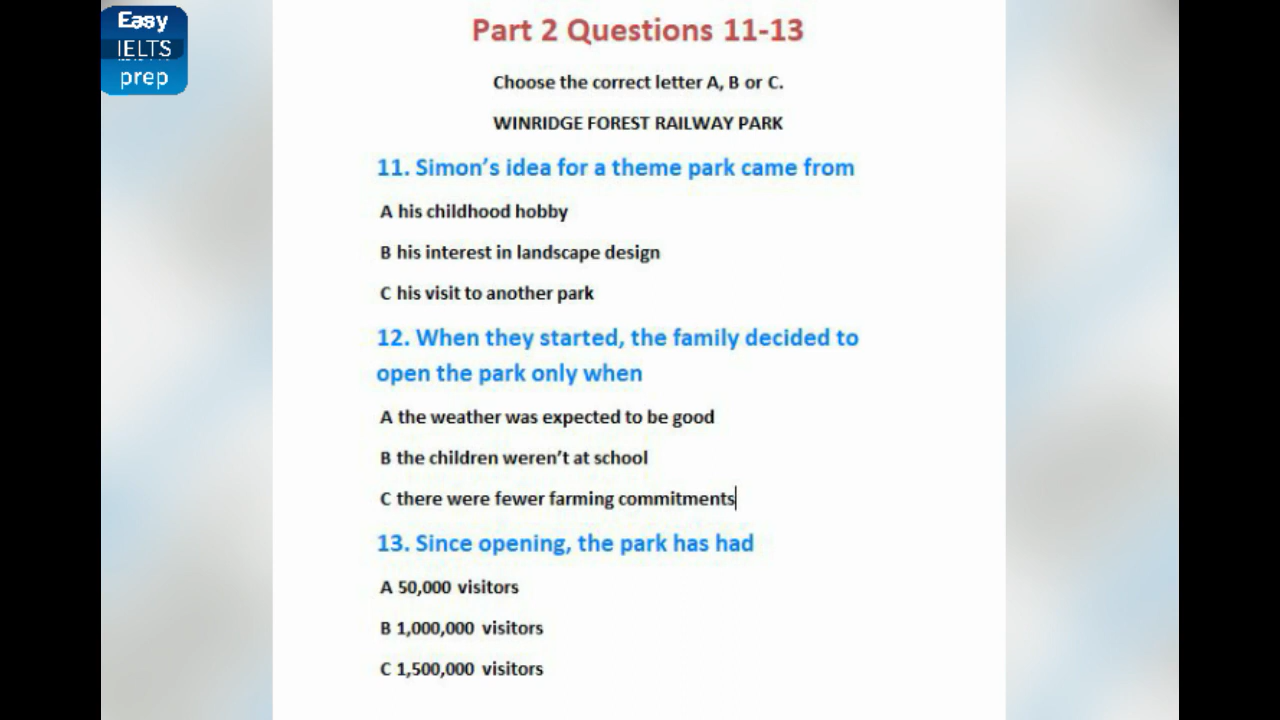 Easy
IELTS
prep
Part 2 Questions 11-13
Choose the correct letter A, B or C.
WINRIDGE FOREST RAILWAY PARK
11. Simon's idea for a theme park came from
A his childhood hobby
B his interest in landscape design
C his visit to another park
12. When they started, the family decided to
open the park only when
A the weather was expected to be good
B the children weren't at school
C there were fewer farming commitments
13. Since opening, the park has had
A 50,000 visitors
B 1,000,000 visitors
C 1,500,000 visitors